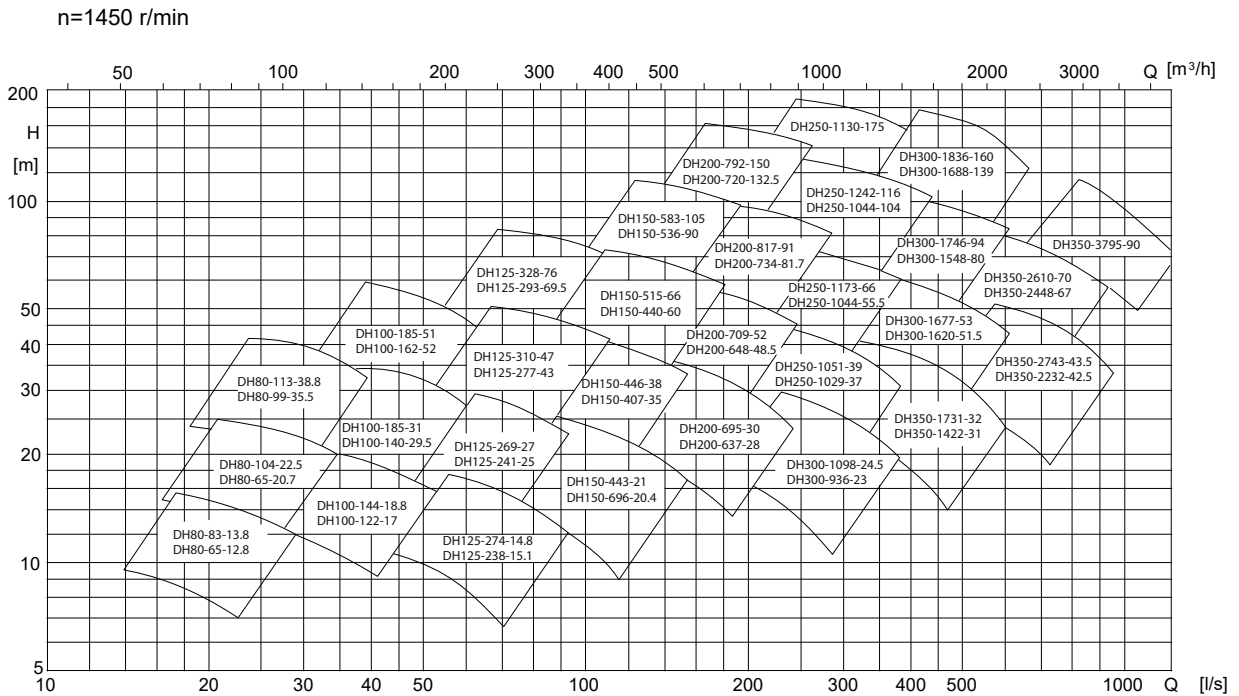 n=1450 r/min
50 100 200 300 400 500 1000 2000 3000 Q [m³/h]
200
H
[m]
DH250-1130-175
DH200-792-150
DH200-720-132.5
DH300-1836-160
DH300-1688-139
DH250-1242-116
DH250-1044-104
100
DH150-583-105
DH150-536-90
DH200-817-91
DH200-734-81.7
DH300-1746-94
DH300-1548-80
DH350-3795-90
DH125-328-76
DH125-293-69.5
DH150-515-66
DH150-440-60
DH250-1173-66
DH250-1044-55.5
DH350-2610-70
DH350-2448-67
50
DH100-185-51
DH100-162-52
DH200-709-52
DH200-648-48.5
DH300-1677-53
DH300-1620-51.5
40
DH125-310-47
DH125-277-43
DH250-1051-39
DH250-1029-37
DH350-2743-43.5
DH350-2232-42.5
30
DH80-113-38.8
DH80-99-35.5
DH150-446-38
DH150-407-35
DH100-185-31
DH100-140-29.5
DH200-695-30
DH200-637-28
DH350-1731-32
DH350-1422-31
20
DH80-104-22.5
DH80-65-20.7
DH125-269-27
DH125-241-25
DH300-1098-24.5
DH300-936-23
DH150-443-21
DH150-696-20.4
DH100-144-18.8
DH100-122-17
DH80-83-13.8
DH80-65-12.8
DH125-274-14.8
DH125-238-15.1
10
5
10 20 30 40 50 100 200 300 400 500 1000 Q [l/s]